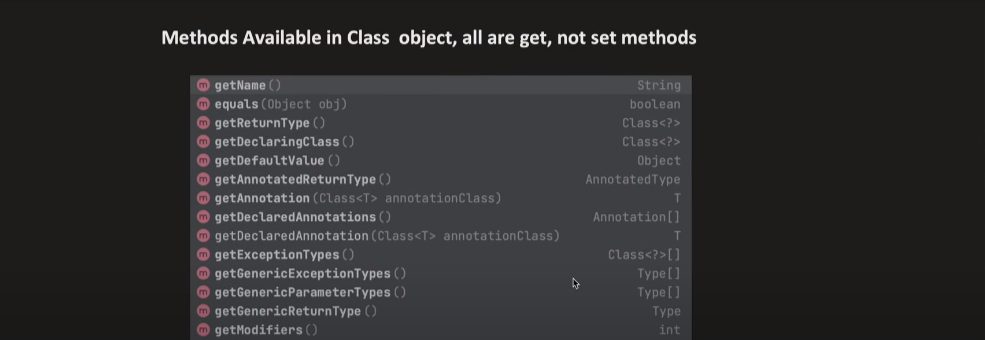 Methods Available in Class object, all are get, not set methods
m getName() String
m equals(Object obj) boolean
m getReturnType() Class<?>
m getDeclaringClass() Class<?>
m getDefaultValue() Object
m getAnnotatedReturnType() AnnotatedType
m getAnnotation(Class<T> annotationClass) T
m getDeclaredAnnotations() Annotation[]
m getDeclaredAnnotation(Class<T> annotationClass) T
m getExceptionTypes() Class<?>[]
m getGenericExceptionTypes() Type[]
m getGenericParameterTypes() Type[]
m getGenericReturnType() Type
m getModifiers() int